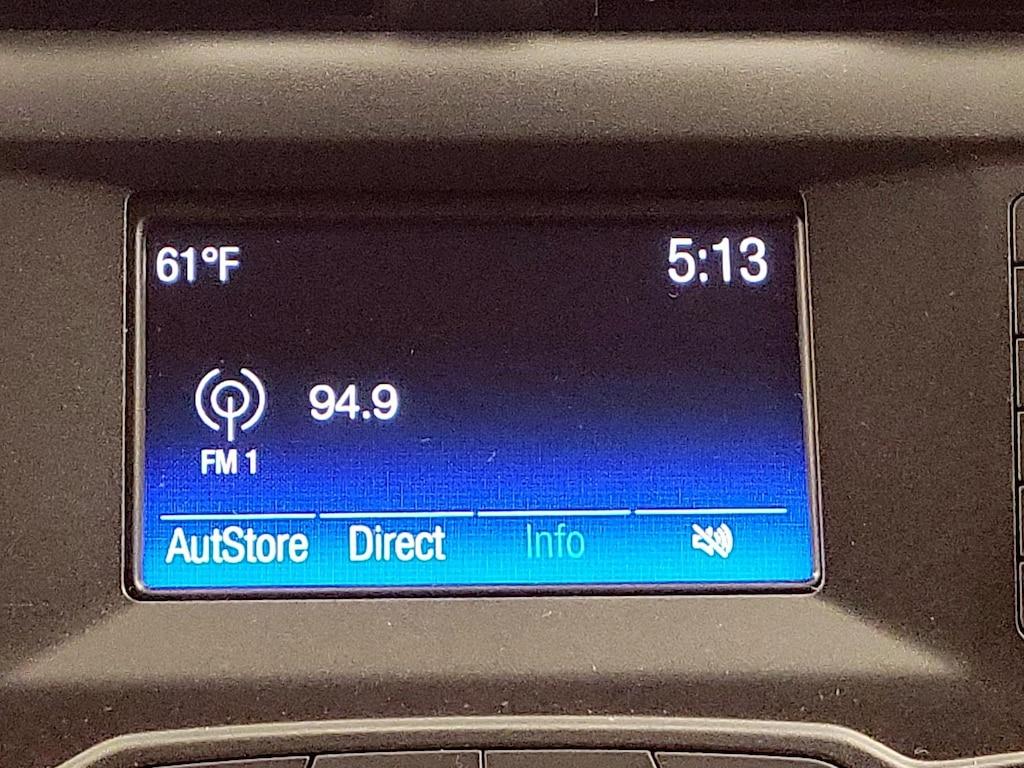 61°F 5:13
94.9
FM 1
AutStore Direct Info